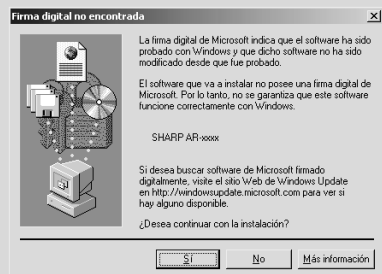 Firma digital no encontrada
La firma digital de Microsoft indica que el software ha sido
probado con Windows y que dicho software no ha sido
modificado desde que fue probado.
El software que va a instalar no posee una firma digital de
Microsoft. Por lo tanto, no se garantiza que este software
funcione correctamente con Windows.
SHARP AR-xxxx
Si desea buscar software de Microsoft firmado
digitalmente, visite el sitio Web de Windows Update
en http://windowsupdate.microsoft.com para ver si
hay alguno disponible.
¿Desea continuar con la instalación?
Sí No Más información